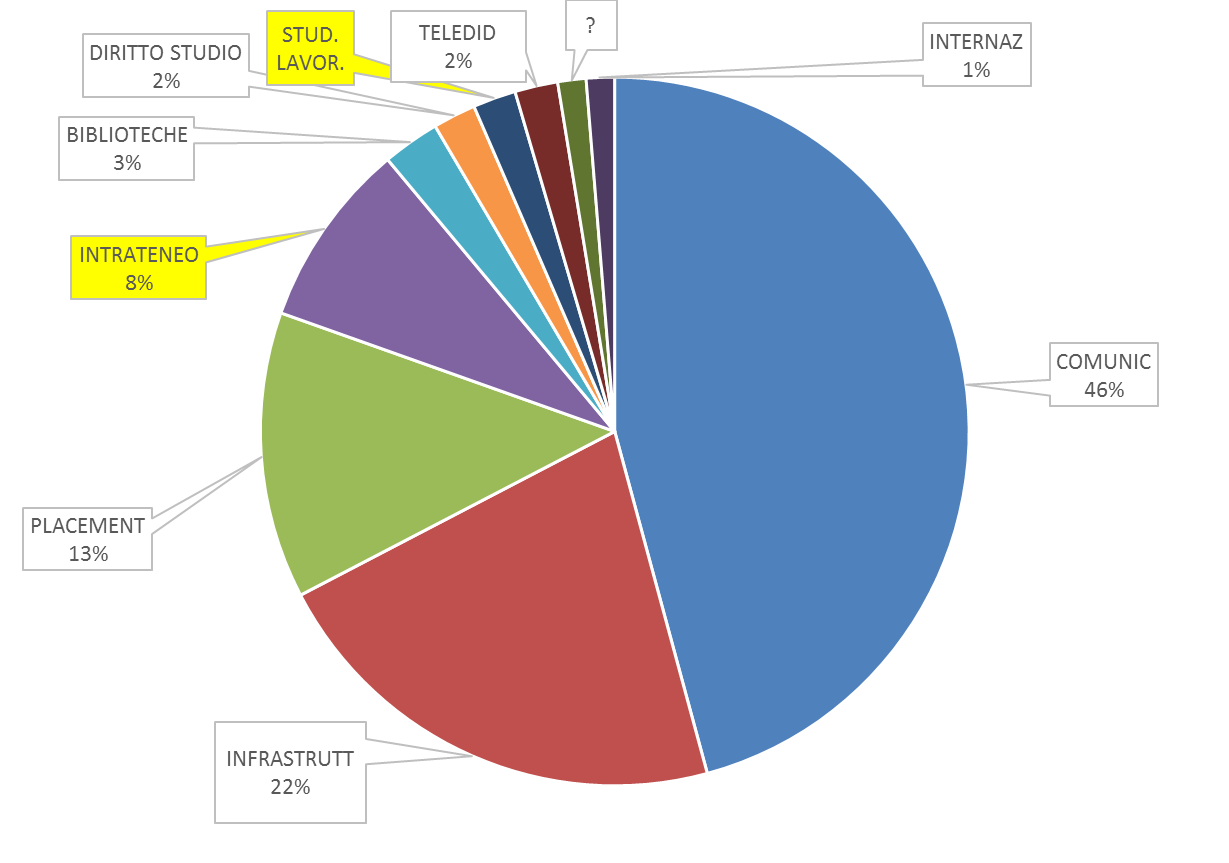 ?
STUD.
LAVOR.
TELEDID
2%
INTERNAZ
1%
DIRITTO STUDIO
2%
BIBLIOTECHE
3%
INTRATENEO
8%
COMUNIC
46%
PLACEMENT
13%
INFRASTRUTT
22%